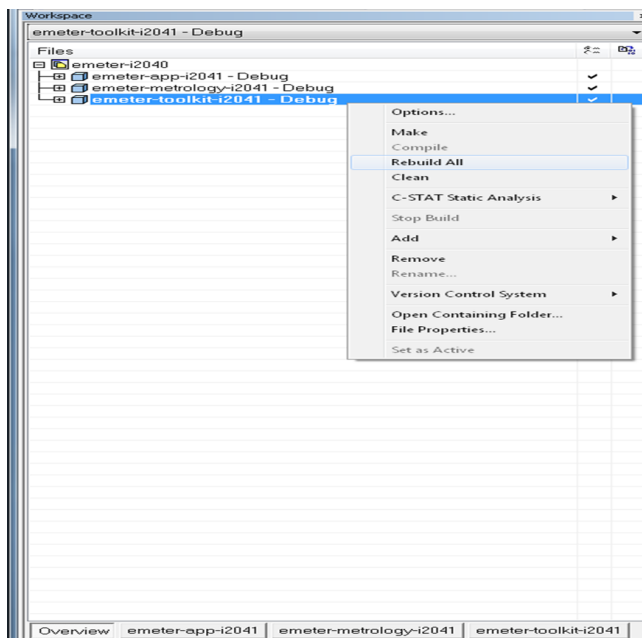 Workspace
emeter-toolkit-i2041 - Debug
Files
emeter-i2040
emeter-app-i2041 - Debug
emeter-metrology-i2041 - Debug
emeter-toolkit-i2041 - Debug
Options...
Make
Compile
Rebuild All
Clean
C-STAT Static Analysis
Stop Build
Add
Remove
Rename...
Version Control System
Open Containing Folder...
File Properties...
Set as Active
Overview emeter-app-i2041 emeter-metrology-i2041 emeter-toolkit-i2041